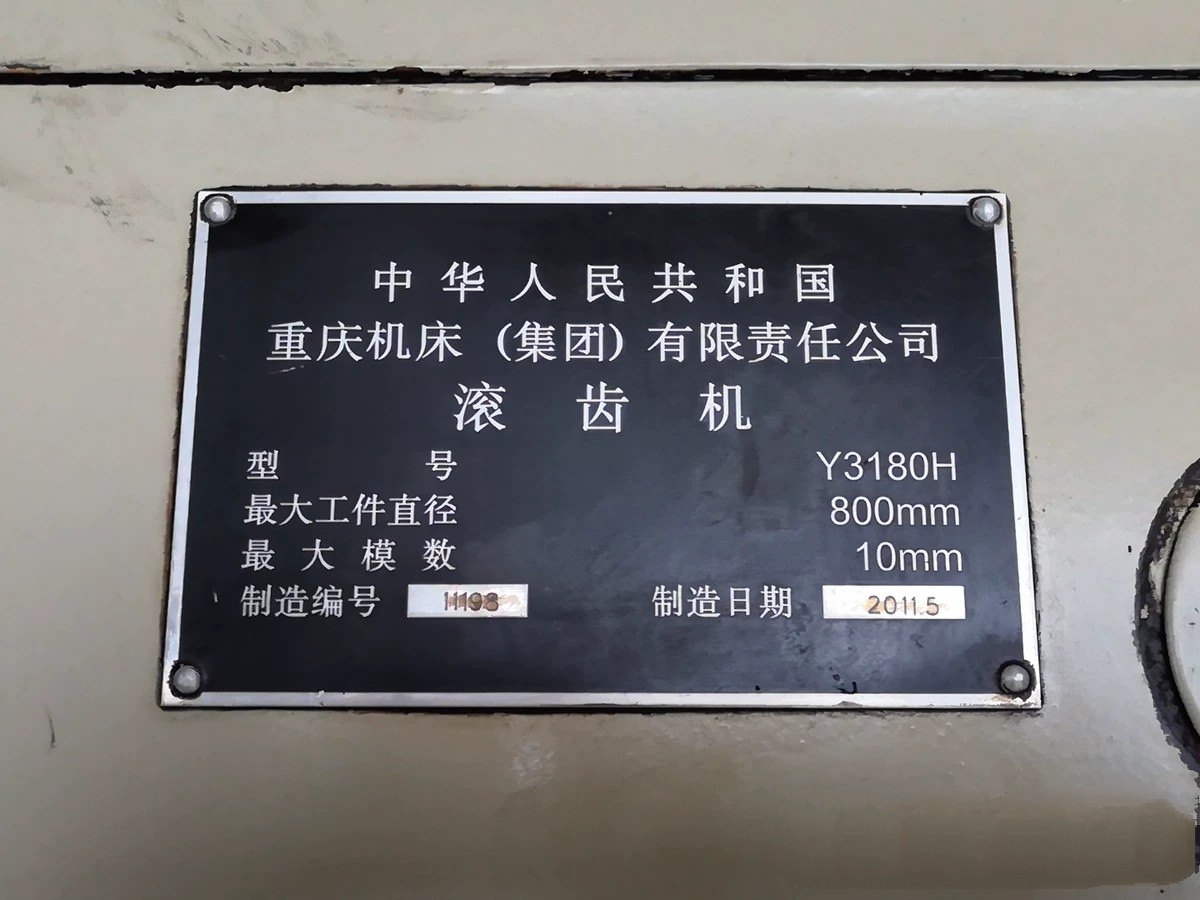 中华人民共和国
重庆机床（集团）有限责任公司
滚齿机
型号 Y3180H
最大工件直径 800mm
最大模数 10mm
制造编号 11198 制造日期 2011.5